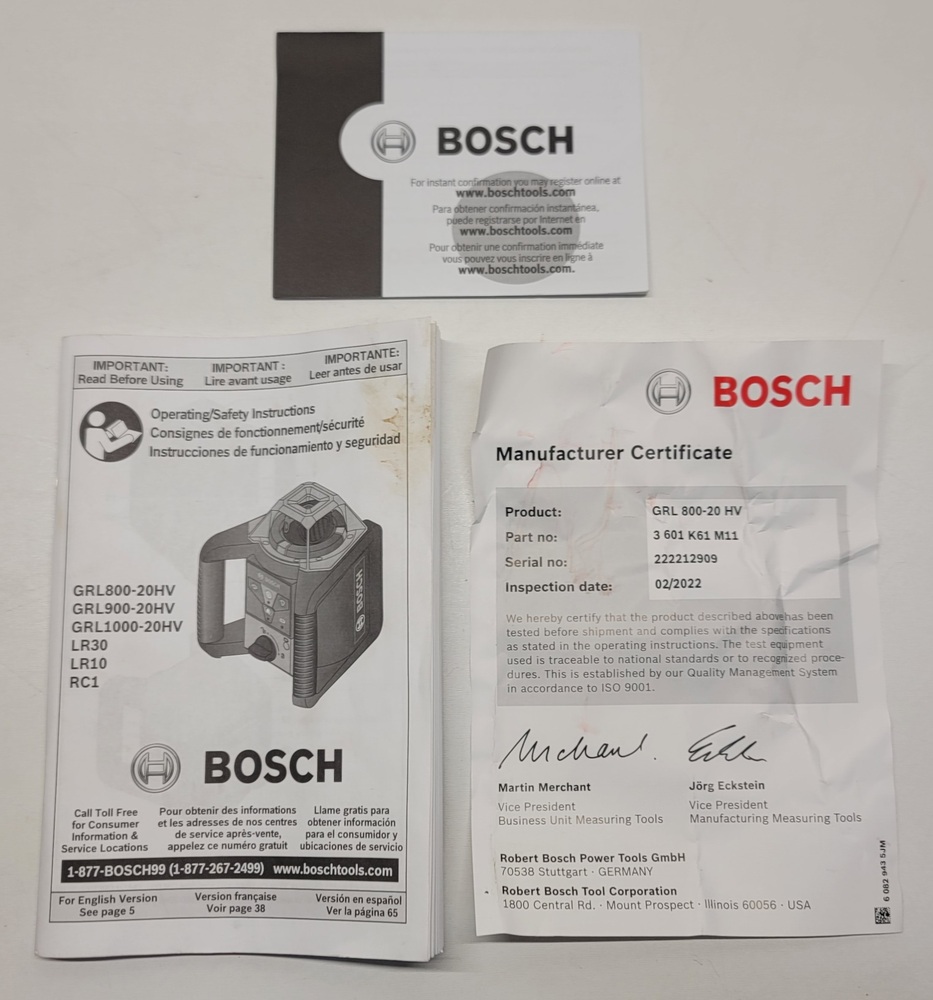 BOSCH
For instant confirmation you may register online at
www.boschtools.com
Para obtener confirmación instantánea,
puede registrarse por Internet en
www.boschtools.com
Pour obtenir une confirmation immédiate
vous pouvez vous inscrire en ligne à
www.boschtools.com.
IMPORTANT:
Read Before Using
IMPORTANT :
Lire avant usage
IMPORTANTE:
Leer antes de usar
Operating/Safety Instructions
Consignes de fonctionnement/sécurité
Instrucciones de funcionamiento y seguridad
GRL800-20HV
GRL900-20HV
GRL1000-20HV
LR30
LR10
RC1
BOSCH
BOSCH
Call Toll Free
for Consumer
Information &
Service Locations
Pour obtenir des informations
et les adresses de nos centres
de service après-vente,
appelez ce numéro gratuit
Llame gratis para
obtener información
para el consumidor y
ubicaciones de servicio
1-877-BOSCH99 (1-877-267-2499) www.boschtools.com
For English Version
See page 5
Version française
Voir page 38
Versión en español
Ver la página 65
BOSCH
Manufacturer Certificate
Product: GRL 800-20 HV
Part no: 3 601 K61 M11
Serial no: 222212909
Inspection date: 02/2022
We hereby certify that the product described above has been
tested before shipment and complies with the specifications
as stated in the operating instructions. The test equipment
used is traceable to national standards or to recognized proce-
dures. This is established by our Quality Management System
in accordance to ISO 9001.
Martin Merchant
Vice President
Business Unit Measuring Tools
Jörg Eckstein
Vice President
Manufacturing Measuring Tools
Robert Bosch Power Tools GmbH
70538 Stuttgart · GERMANY
Robert Bosch Tool Corporation
1800 Central Rd. · Mount Prospect · Illinois 60056 · USA
6 082 943 5JM